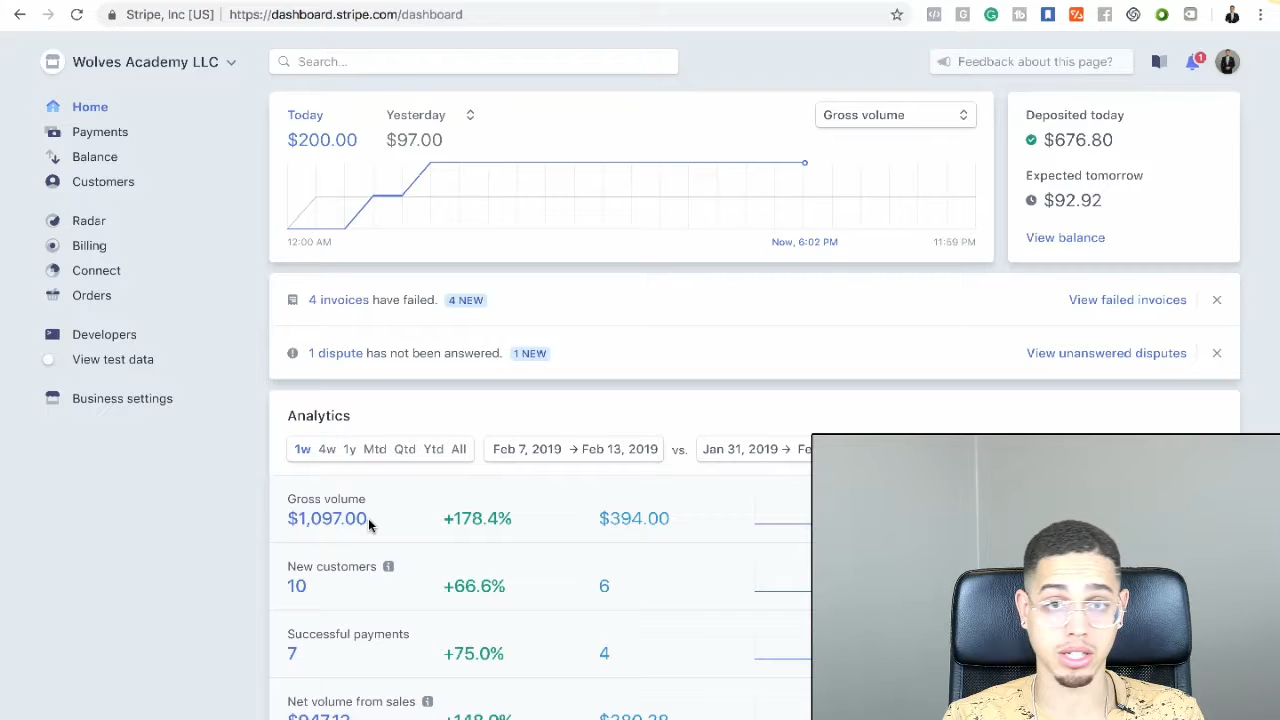 Stripe, Inc [US] https://dashboard.stripe.com/dashboard
Wolves Academy LLC
Search...
Feedback about this page?
1
Home
Payments
Balance
Customers
Radar
Billing
Connect
Orders
Developers
View test data
Business settings
Today
$200.00
Yesterday
$97.00
Gross volume
12:00 AM
Now, 6:02 PM
11:59 PM
Deposited today
$676.80
Expected tomorrow
$92.92
View balance
4 invoices have failed. 4 NEW
View failed invoices
1 dispute has not been answered. 1 NEW
View unanswered disputes
Analytics
1w 4w 1y Mtd Qtd Ytd All
Feb 7, 2019 → Feb 13, 2019 vs. Jan 31, 2019 → Fe
Gross volume
$1,097.00 +178.4% $394.00
New customers
10 +66.6% 6
Successful payments
7 +75.0% 4
Net volume from sales